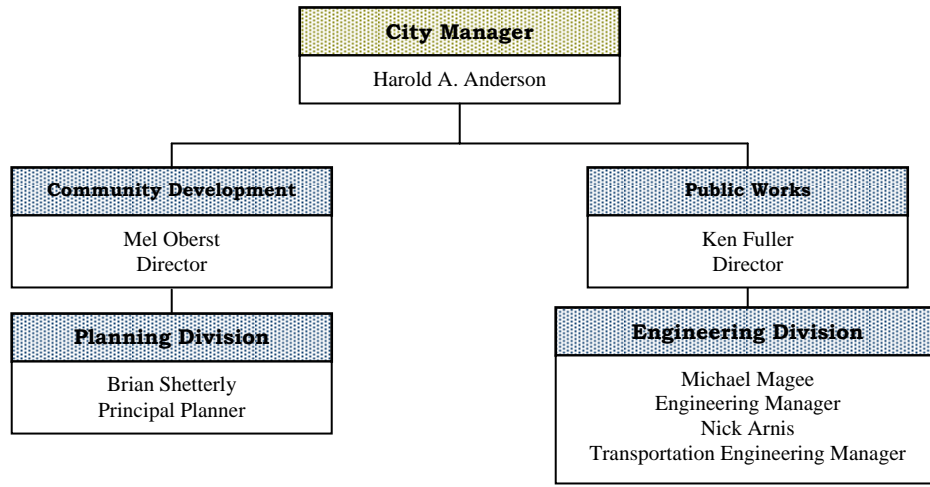 City Manager
Harold A. Anderson
Community Development
Mel Oberst
Director
Public Works
Ken Fuller
Director
Planning Division
Brian Shetterly
Principal Planner
Engineering Division
Michael Magee
Engineering Manager
Nick Arnis
Transportation Engineering Manager